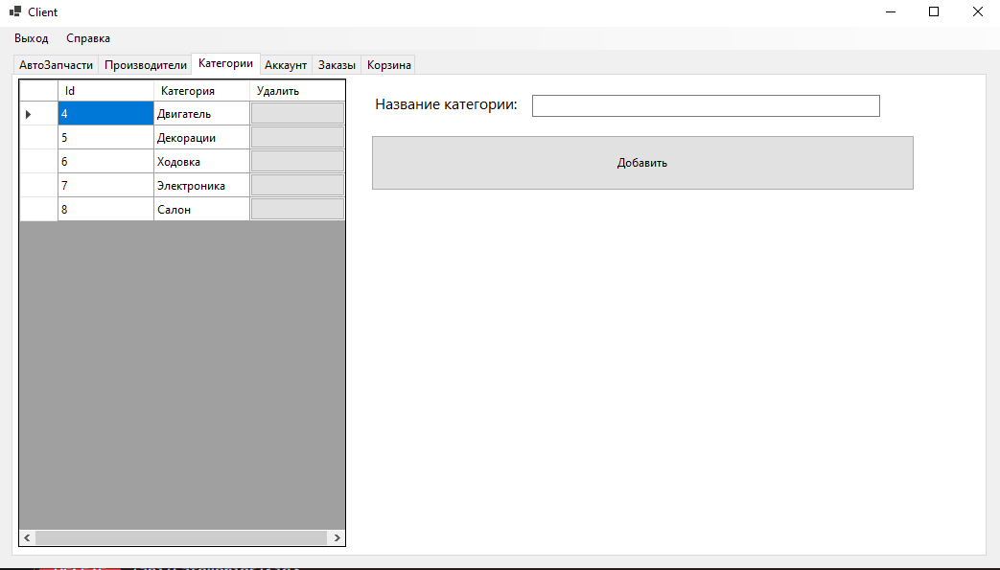 Client
Выход Справка
АвтоЗапчасти Производители Категории Аккаунт Заказы Корзина
Id Категория Удалить
4 Двигатель
5 Декорации
6 Ходовка
7 Электроника
8 Салон
Название категории:
Добавить